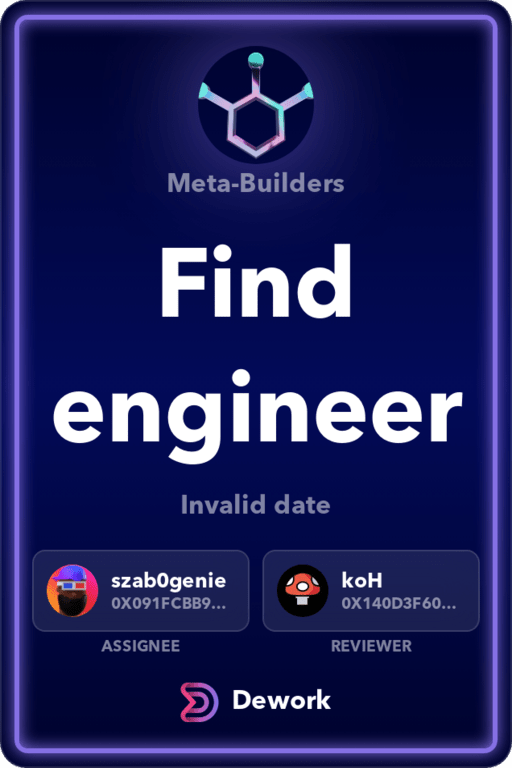 Meta-Builders
Find
engineer
Invalid date
szab0genie
0X091FCBB9...
ASSIGNEE
koH
0X140D3F60...
REVIEWER
Dework